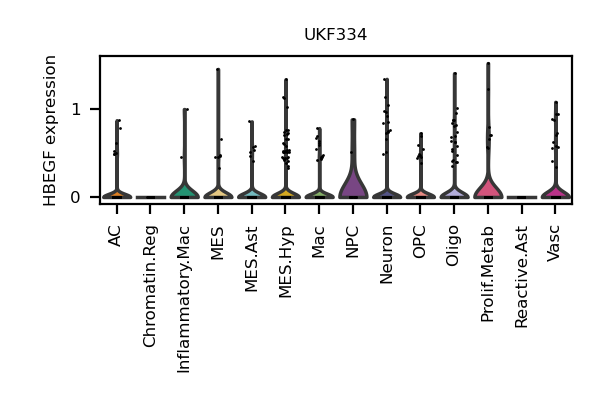 UKF334
HBEGF expression
1
0
AC
Chromatin.Reg
Inflammatory.Mac
MES
MES.Ast
MES.Hyp
Mac
NPC
Neuron
OPC
Oligo
Prolif.Metab
Reactive.Ast
Vasc